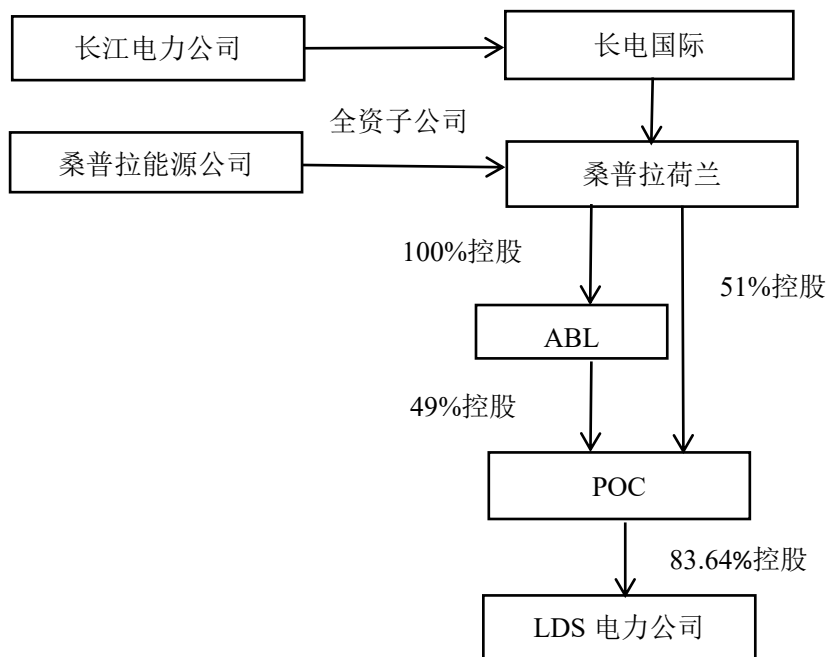 长江电力公司
长电国际
全资子公司
桑普拉能源公司
桑普拉荷兰
100%控股
51%控股
ABL
49%控股
POC
83.64%控股
LDS 电力公司